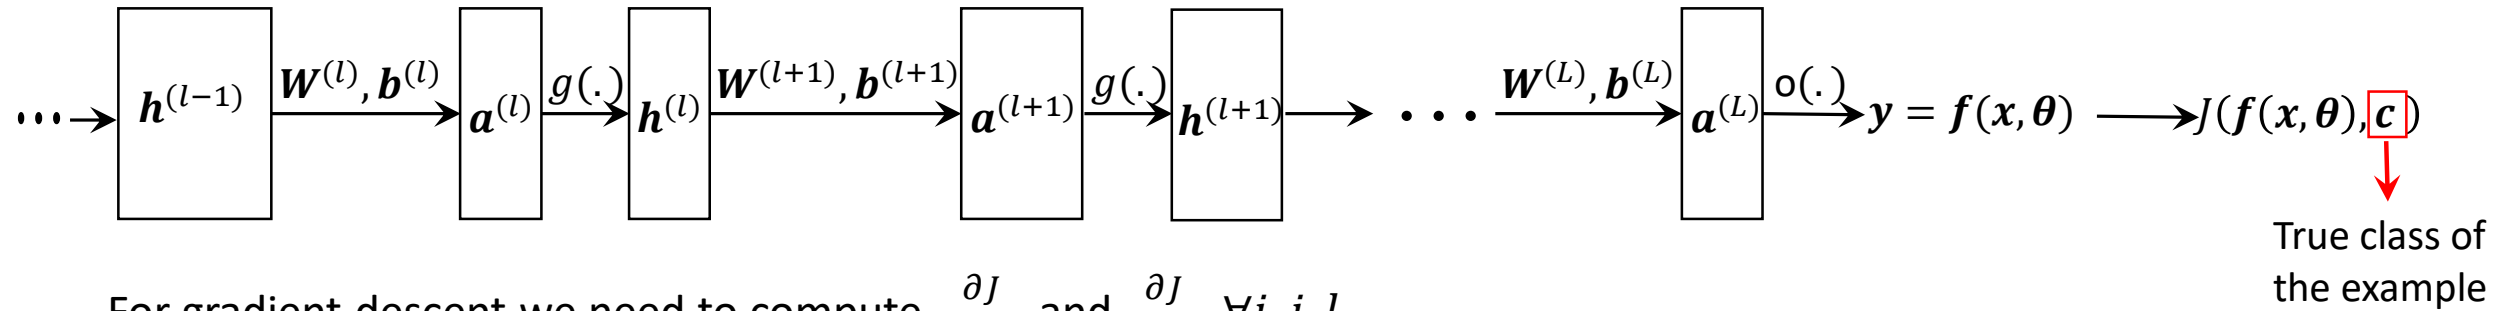 ... h^(l−1) W^(l), b^(l) a^(l) g(.) h^(l) W^(l+1), b^(l+1) a^(l+1) g(.) h^(l+1) ... W^(L), b^(L) a^(L) o(.) y = f(x, θ) J(f(x, θ), c)
True class of
the example
For gradient descent we need to compute ∂J and ∂J ∀i, j, l